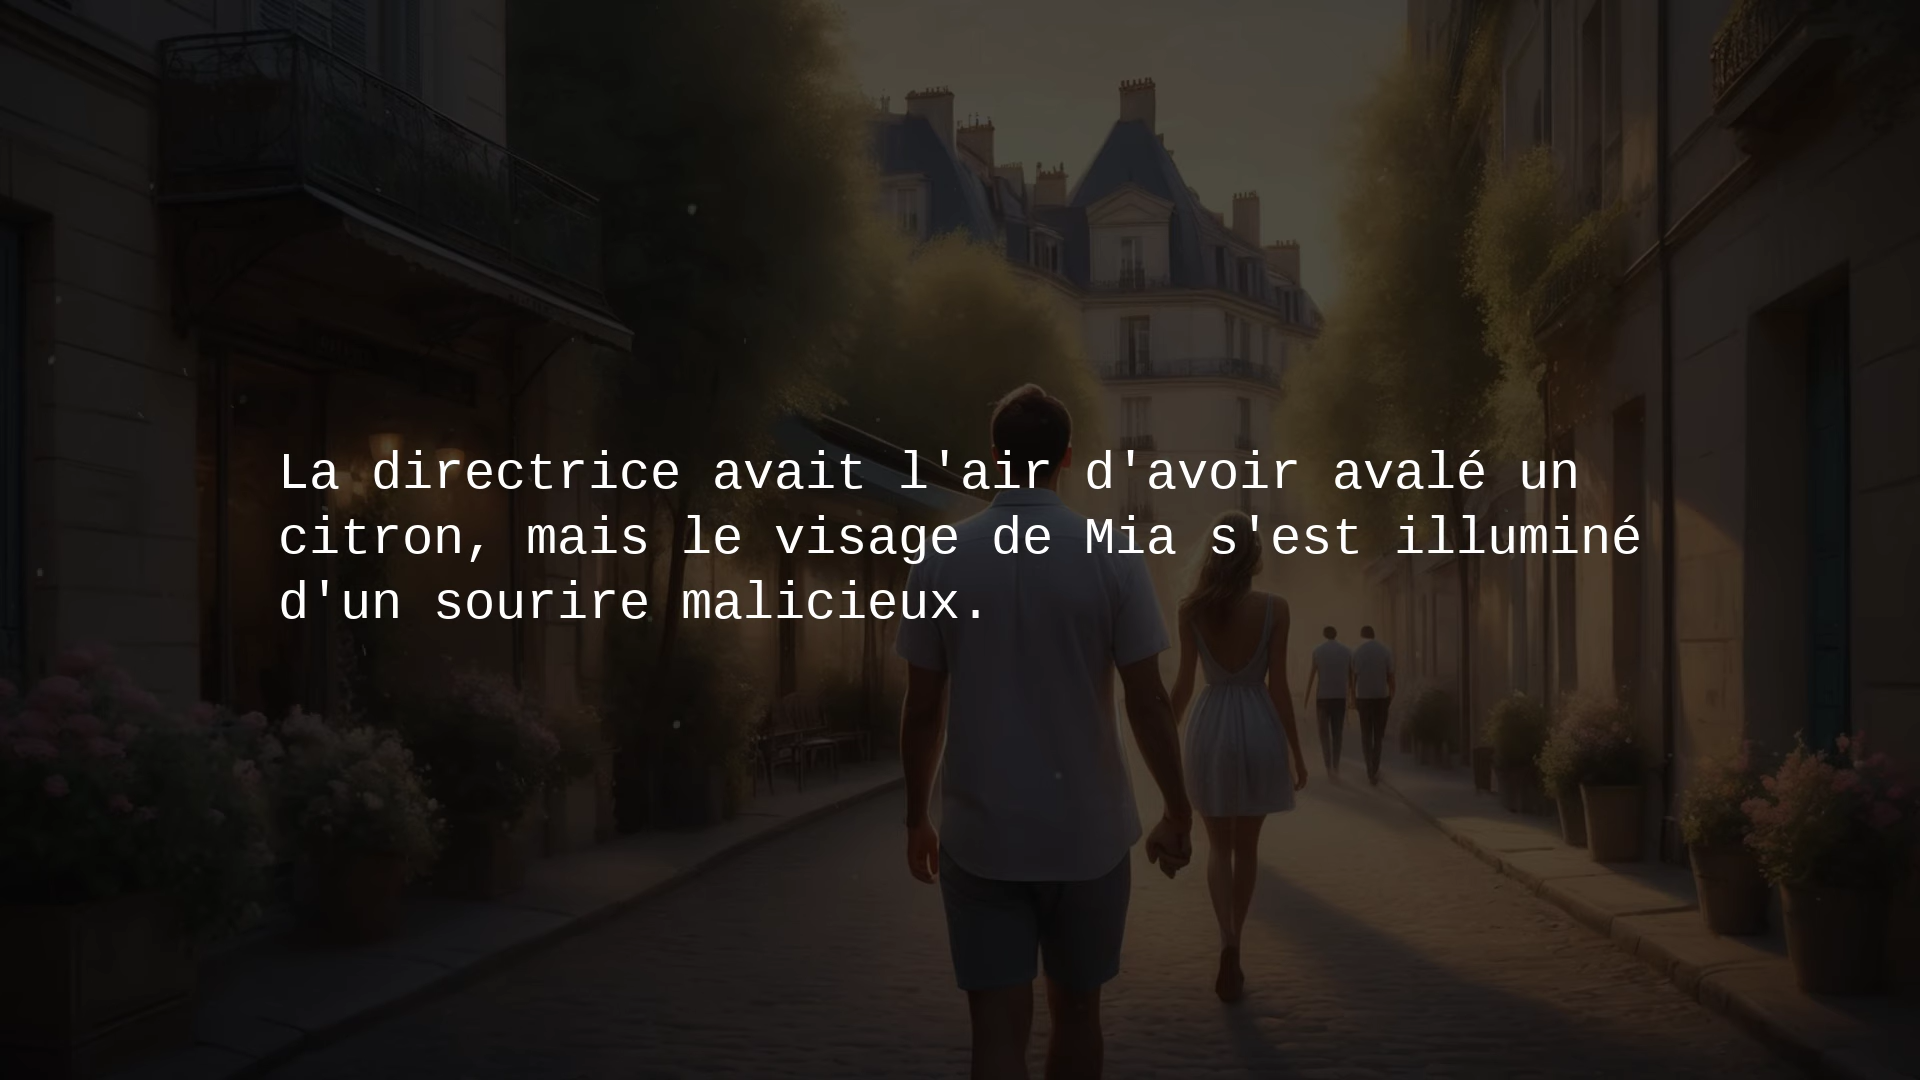 La directrice avait l'air d'avoir avalé un
citron, mais le visage de Mia s'est illuminé
d'un sourire malicieux.